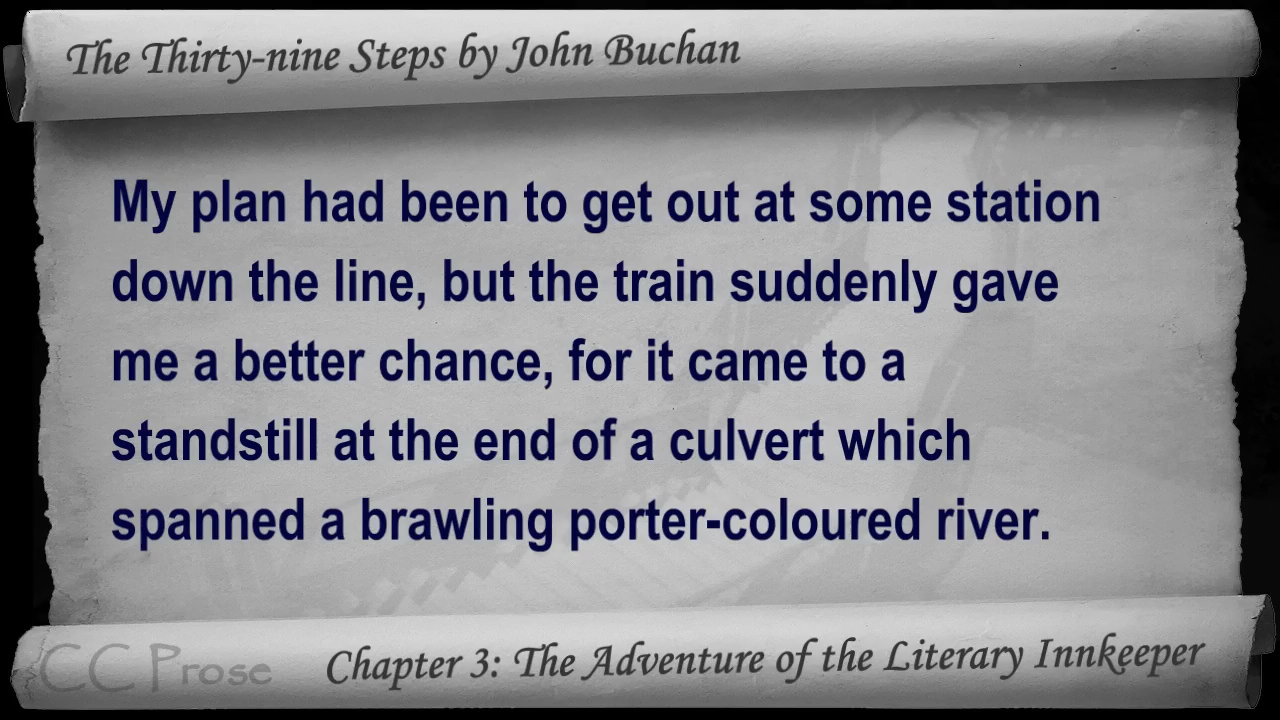 The Thirty-nine Steps by John Buchan
My plan had been to get out at some station
down the line, but the train suddenly gave
me a better chance, for it came to a
standstill at the end of a culvert which
spanned a brawling porter-coloured river.
CC Prose
Chapter 3: The Adventure of the Literary Innkeeper